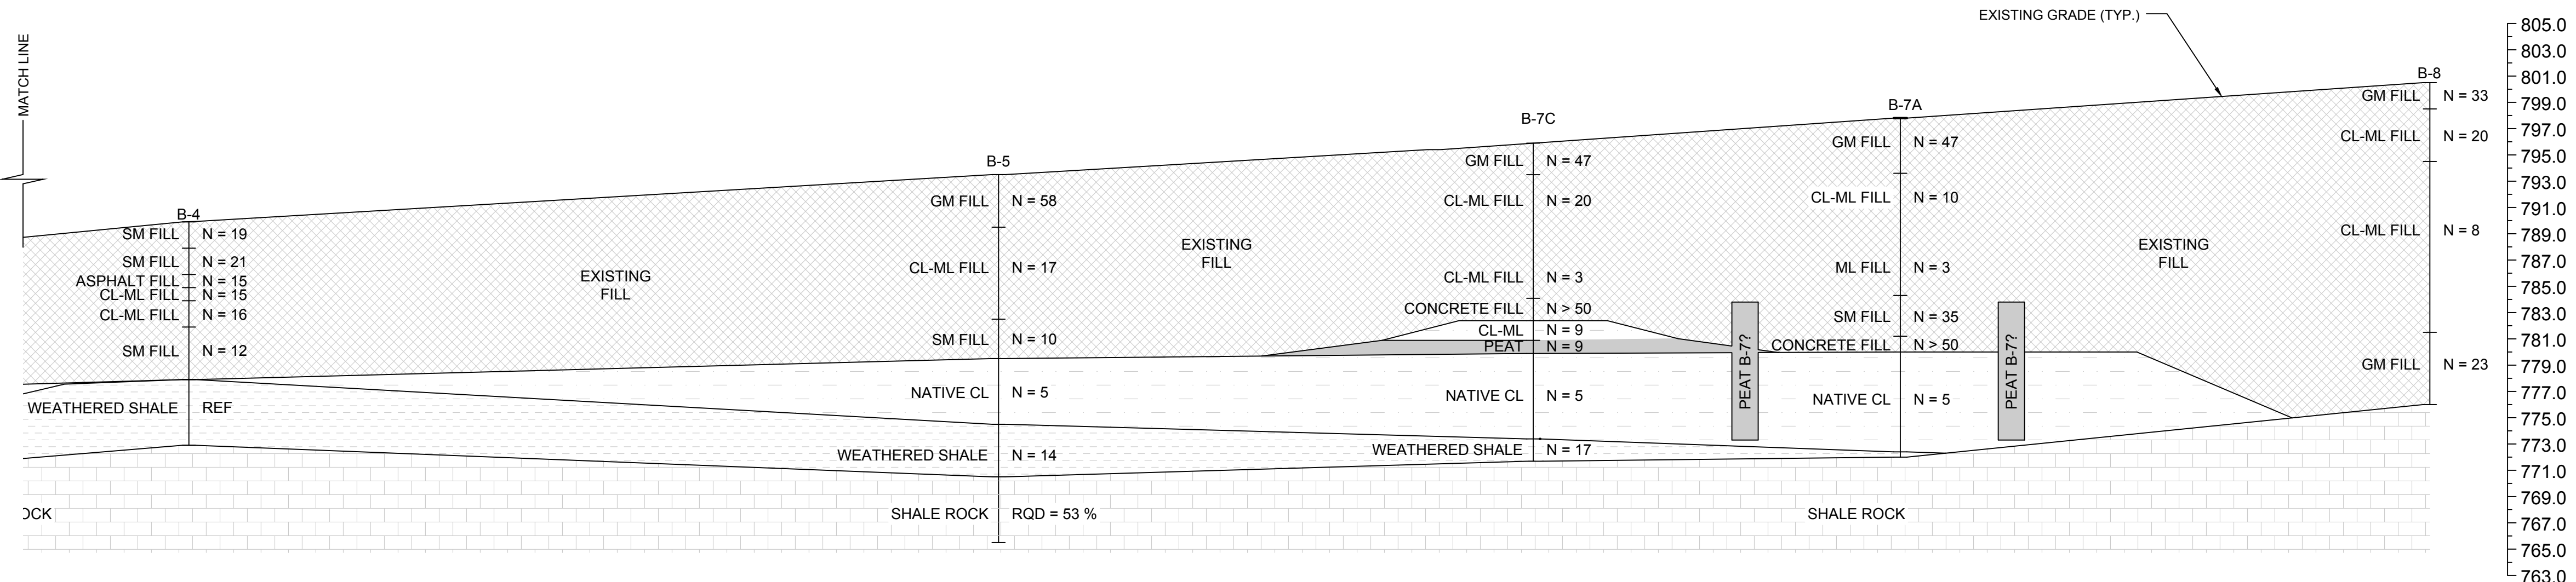 MATCH LINE
EXISTING GRADE (TYP.)
B-4
SM FILL N = 19
SM FILL N = 21
ASPHALT FILL N = 15
CL-ML FILL N = 15
CL-ML FILL N = 16
SM FILL N = 12
WEATHERED SHALE REF
OCK
EXISTING
FILL
B-5
GM FILL N = 58
CL-ML FILL N = 17
SM FILL N = 10
NATIVE CL N = 5
WEATHERED SHALE N = 14
SHALE ROCK RQD = 53 %
EXISTING
FILL
B-7C
GM FILL N = 47
CL-ML FILL N = 20
CL-ML FILL N = 3
CONCRETE FILL N > 50
CL-ML N = 9
PEAT N = 9
NATIVE CL N = 5
WEATHERED SHALE N = 17
PEAT B-7?
B-7A
GM FILL N = 47
CL-ML FILL N = 10
ML FILL N = 3
SM FILL N = 35
CONCRETE FILL N > 50
NATIVE CL N = 5
SHALE ROCK
PEAT B-7?
EXISTING
FILL
B-8
GM FILL N = 33
CL-ML FILL N = 20
CL-ML FILL N = 8
GM FILL N = 23
805.0
803.0
801.0
799.0
797.0
795.0
793.0
791.0
789.0
787.0
785.0
783.0
781.0
779.0
777.0
775.0
773.0
771.0
769.0
767.0
765.0
763.0